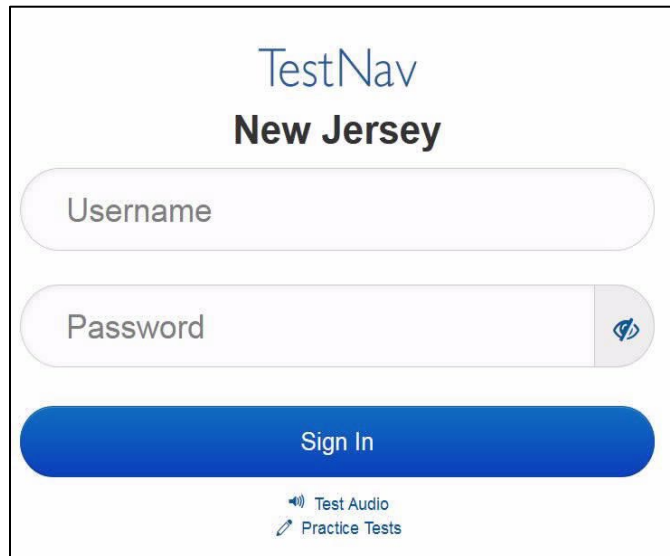 TestNav
New Jersey
Username
Password
Sign In
Test Audio
Practice Tests